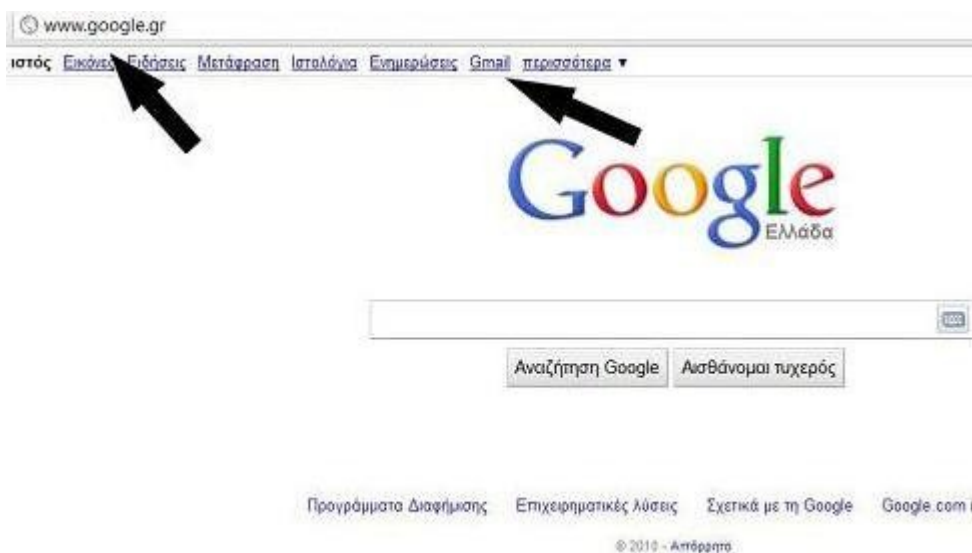 www.google.gr
ιστός Εικόνες Ειδήσεις Μετάφραση Ιστολόγια Ενημερώσεις Gmail περισσότερα ▼
Google
Ελλάδα
Αναζήτηση Google Αισθάνομαι τυχερός
Προγράμματα Διαφήμισης Επιχειρηματικές λύσεις Σχετικά με τη Google Google.com
© 2010 - Απόρρητο